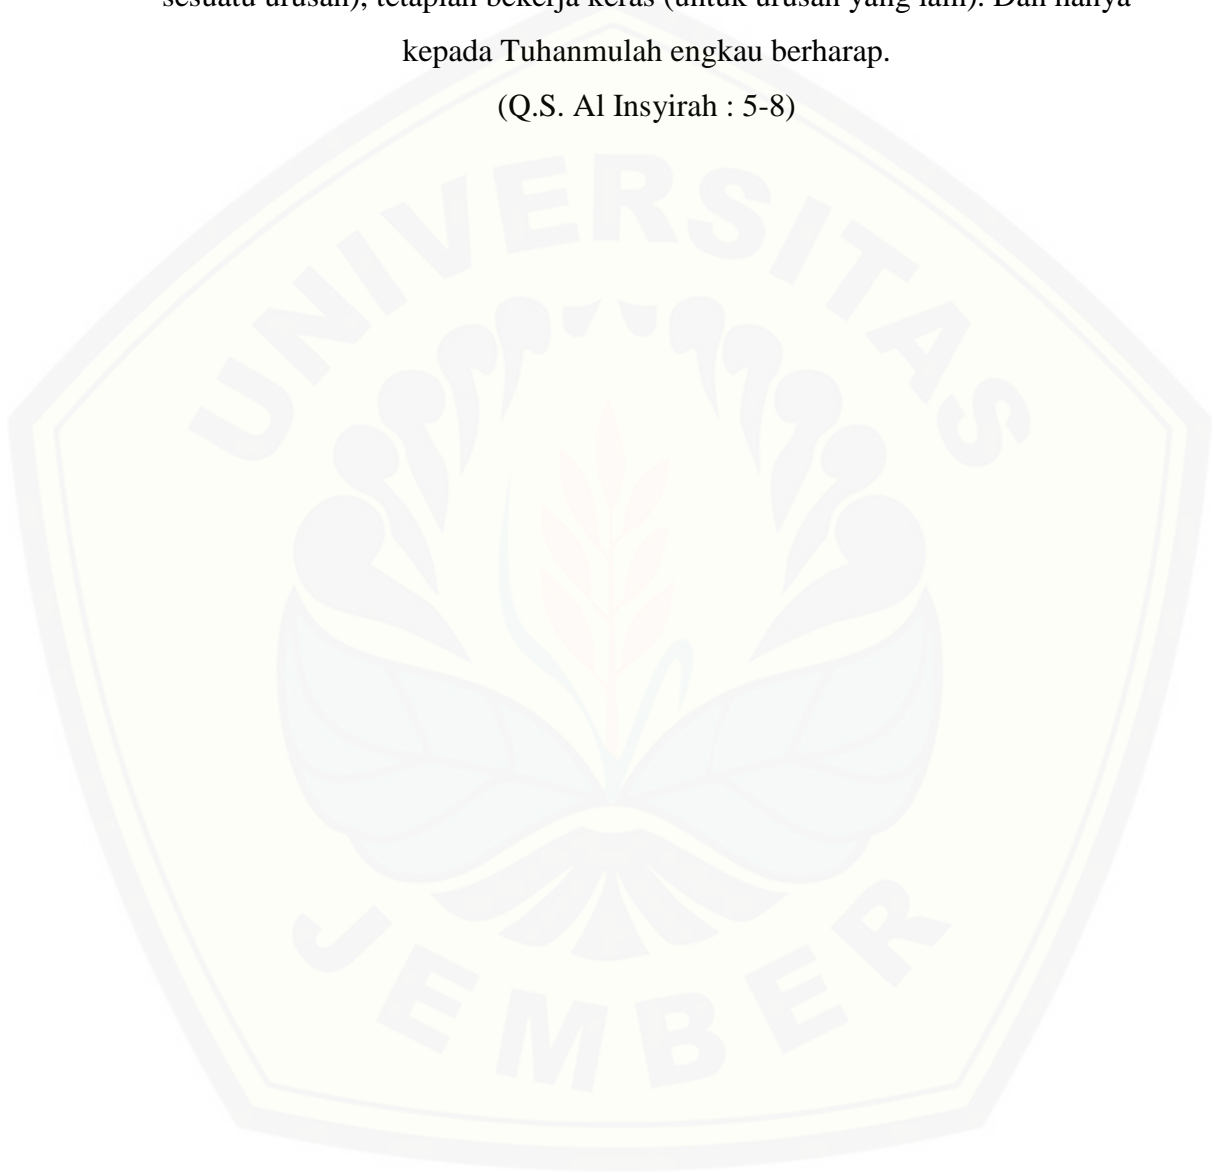 sesuatu urusan), tetaplah bekerja keras (untuk urusan yang lain). Dan hanya
kepada Tuhanmulah engkau berharap.
(Q.S. Al Insyirah : 5-8)
UNIVERSITAS
JEMBER